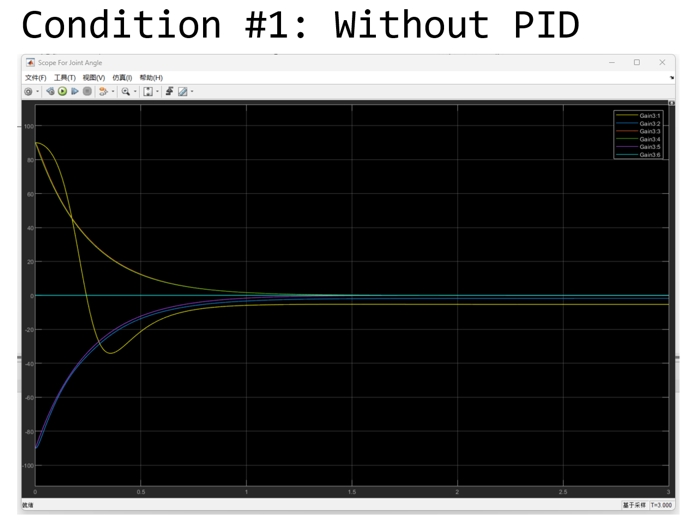 Condition #1: Without PID
Scope For Joint Angle
文件(F) 工具(T) 视图(V) 仿真(I) 帮助(H)
Gain3:1
Gain3:2
Gain3:3
Gain3:4
Gain3:5
Gain3:6
100
80
60
40
20
0
-20
-40
-60
-80
-100
0 0.5 1 1.5 2 2.5 3
就绪 基于采样 T=3.000